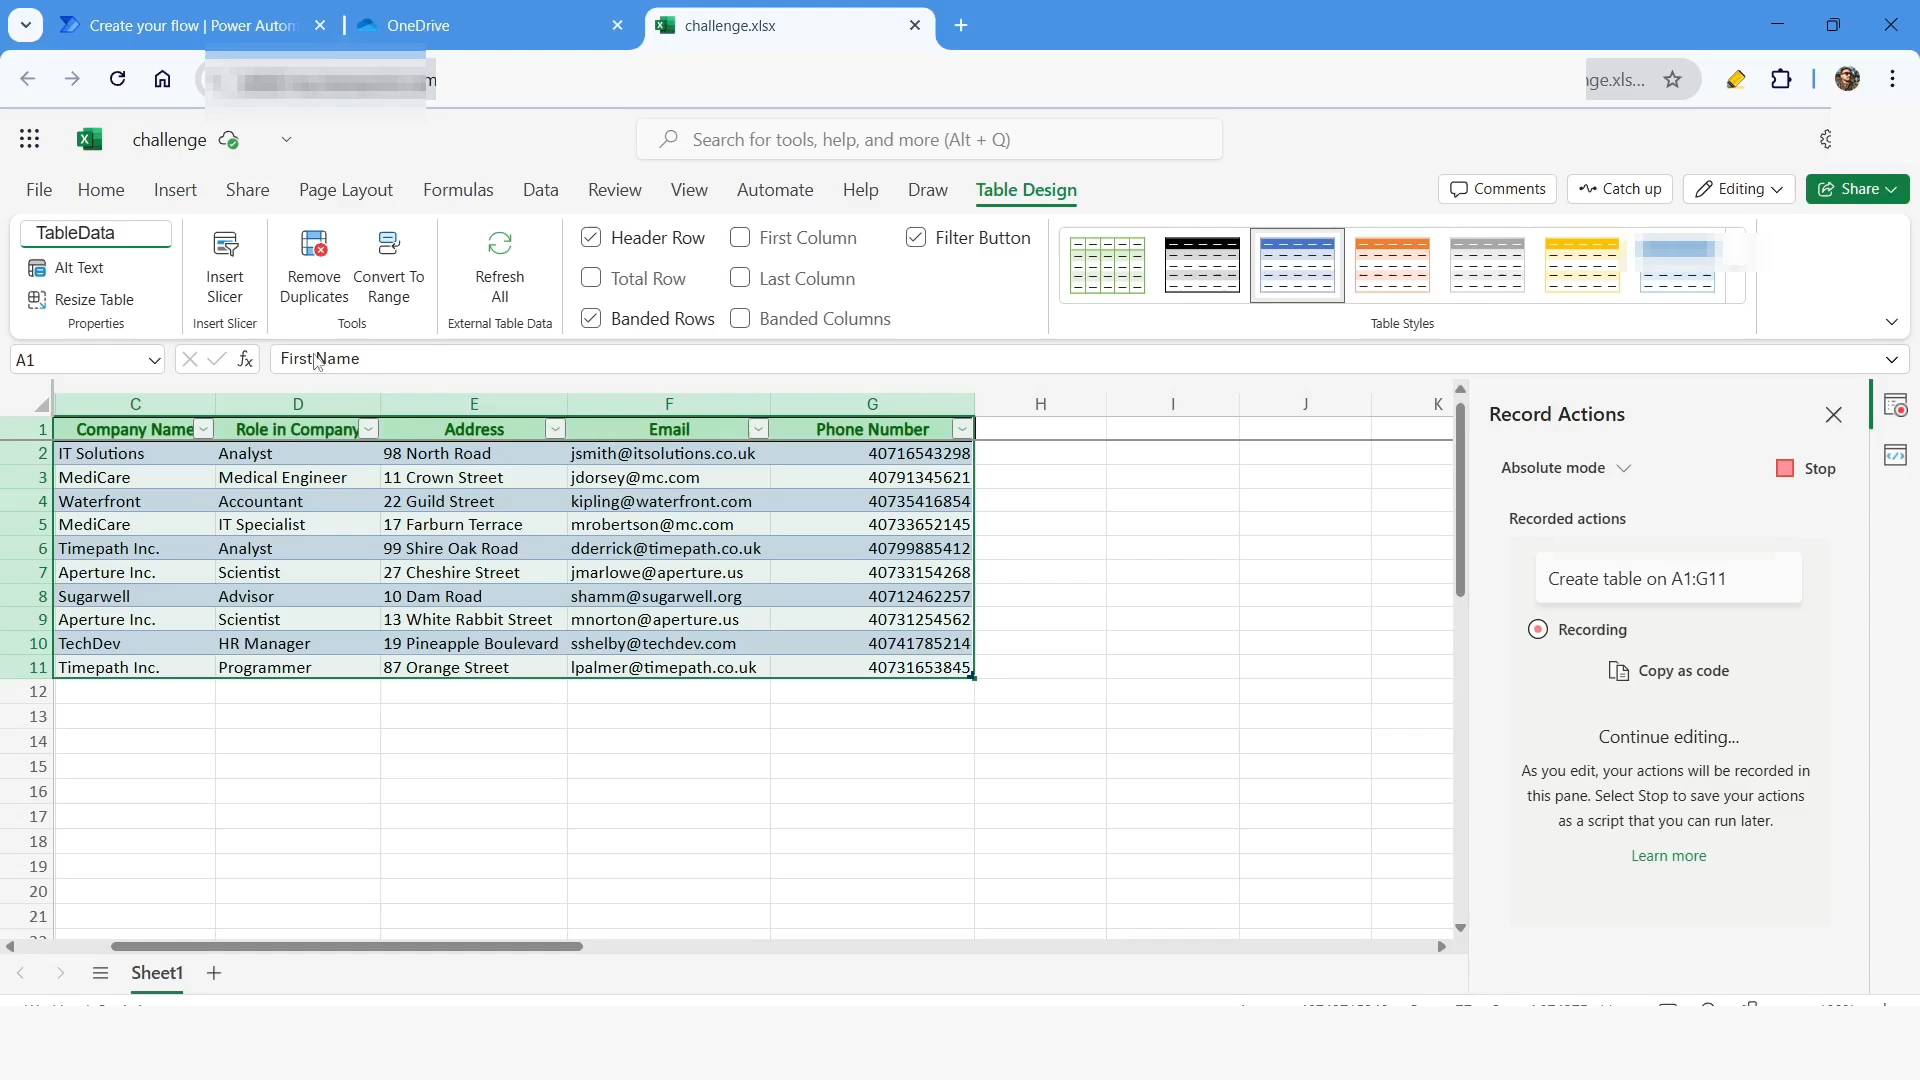 Create your flow | Power Autom
OneDrive
challenge.xlsx
ge.xls...
challenge
Search for tools, help, and more (Alt + Q)
File Home Insert Share Page Layout Formulas Data Review View Automate Help Draw Table Design
Comments Catch up Editing Share
TableData
Alt Text
Resize Table
Properties
Insert Slicer
Insert Slicer
Remove Duplicates
Convert To Range
Tools
Refresh All
External Table Data
Header Row First Column Filter Button
Total Row Last Column
Banded Rows Banded Columns
Table Styles
A1 fx First Name
C D E F G H I J K
1 Company Name Role in Company Address Email Phone Number
2 IT Solutions Analyst 98 North Road jsmith@itsolutions.co.uk 40716543298
3 MediCare Medical Engineer 11 Crown Street jdorsey@mc.com 40791345621
4 Waterfront Accountant 22 Guild Street kipling@waterfront.com 40735416854
5 MediCare IT Specialist 17 Farburn Terrace mrobertson@mc.com 40733652145
6 Timepath Inc. Analyst 99 Shire Oak Road dderrick@timepath.co.uk 40799885412
7 Aperture Inc. Scientist 27 Cheshire Street jmarlowe@aperture.us 40733154268
8 Sugarwell Advisor 10 Dam Road shamm@sugarwell.org 40712462257
9 Aperture Inc. Scientist 13 White Rabbit Street mnorton@aperture.us 40731254562
10 TechDev HR Manager 19 Pineapple Boulevard sshelby@techdev.com 40741785214
11 Timepath Inc. Programmer 87 Orange Street lpalmer@timepath.co.uk 40731653845
12
13
14
15
16
17
18
19
20
21
Sheet1
Record Actions
Absolute mode Stop
Recorded actions
Create table on A1:G11
Recording
Copy as code
Continue editing...
As you edit, your actions will be recorded in
this pane. Select Stop to save your actions
as a script that you can run later.
Learn more